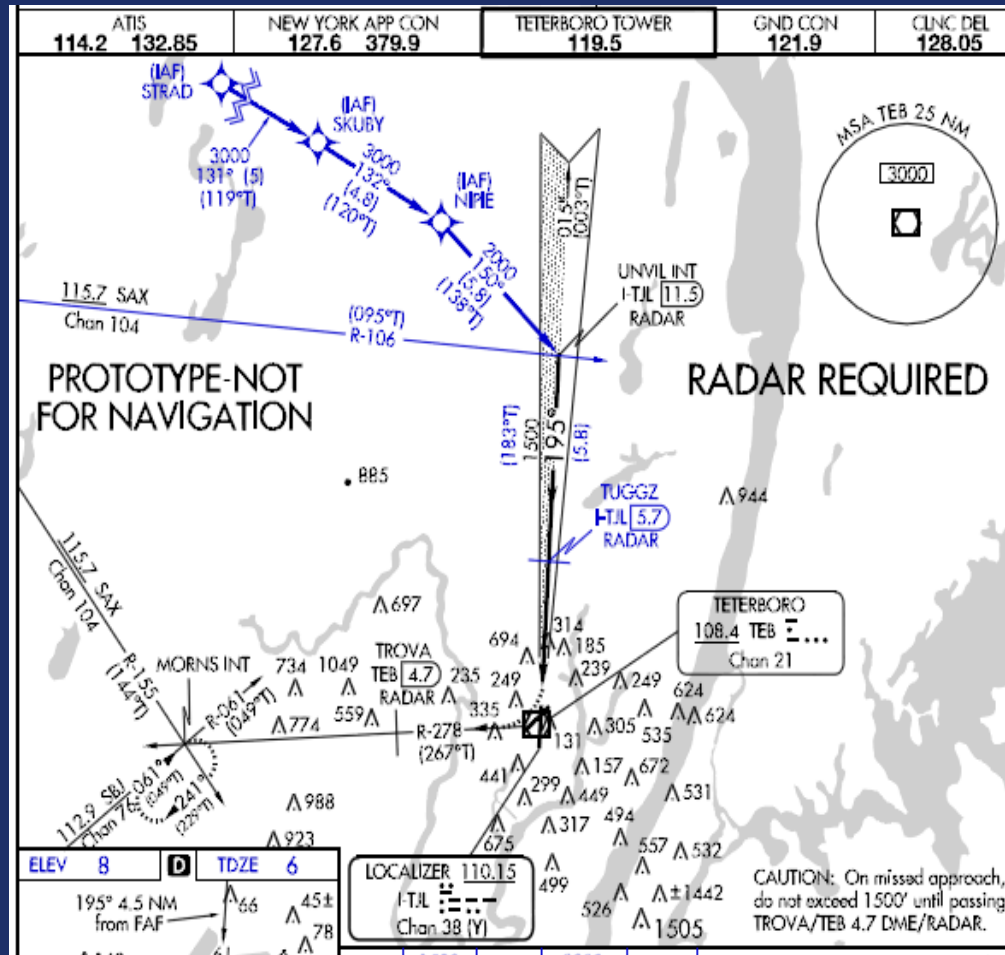 ATIS
114.2 132.85
NEW YORK APP CON
127.6 379.9
TETERBORO TOWER
119.5
GND CON
121.9
CLNC DEL
128.05
(IAF)
STRAD
(IAF)
SKUBY
3000
131° (5)
(119°T)
3000
132°
(4.8)
(120°T)
(IAF)
NIPIE
2000
150°
(5.8)
(138°T)
015°
(003°T)
MSA TEB 25 NM
3000
UNVIL INT
I-TJL 11.5
RADAR
115.7 SAX
Chan 104
(095°T)
R-106
PROTOTYPE-NOT
FOR NAVIGATION
RADAR REQUIRED
(183°T)
1500
195°
(5.8)
885
TUGGZ
I-TJL 5.7
RADAR
944
115.7 SAX
Chan 104
R-155
(144°T)
697
TETERBORO
108.4 TEB
Chan 21
MORNS INT
R-061
(049°T)
734
1049
TROVA
TEB 4.7
RADAR
235
694
314
185
239
249
249
624
624
774
559
335
R-278
(267°T)
131
305
535
112.9 SBJ
Chan 76
061°
(049°T)
241°
(229°T)
988
923
441
157
672
299
449
531
675
317
494
557
532
499
526
±1442
1505
ELEV 8
D
TDZE 6
195° 4.5 NM
from FAF
66
45±
78
LOCALIZER 110.15
I-TJL
Chan 38 (Y)
CAUTION: On missed approach,
do not exceed 1500' until passing
TROVA/TEB 4.7 DME/RADAR.